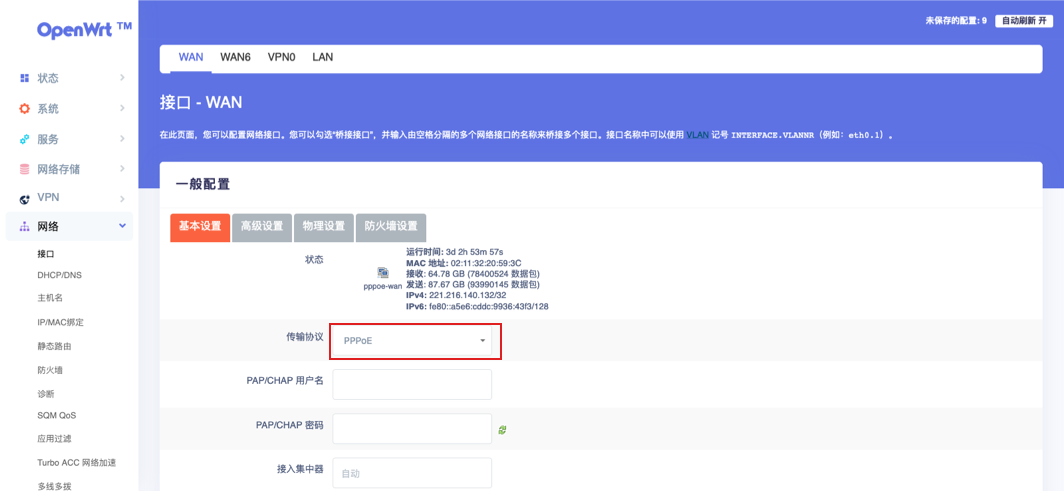 OpenWrt ™
未保存的配置: 9 自动刷新 开
WAN WAN6 VPN0 LAN
接口 - WAN
在此页面，您可以配置网络接口。您可以勾选“桥接接口”，并输入由空格分隔的多个网络接口的名称来桥接多个接口。接口名称中可以使用 VLAN 记号 INTERFACE.VLANNR（例如：eth0.1）。
状态
系统
服务
网络存储
VPN
网络
接口
DHCP/DNS
主机名
IP/MAC绑定
静态路由
防火墙
诊断
SQM QoS
应用过滤
Turbo ACC 网络加速
多线多拨
一般配置
基本设置 高级设置 物理设置 防火墙设置
状态
pppoe-wan
运行时间: 3d 2h 53m 57s
MAC 地址: 02:11:32:20:59:3C
接收: 64.78 GB (78400524 数据包)
发送: 87.67 GB (93990145 数据包)
IPv4: 221.216.140.132/32
IPv6: fe80::a5e6:cddc:9936:43f3/128
传输协议 PPPoE
PAP/CHAP 用户名
PAP/CHAP 密码
接入集中器 自动